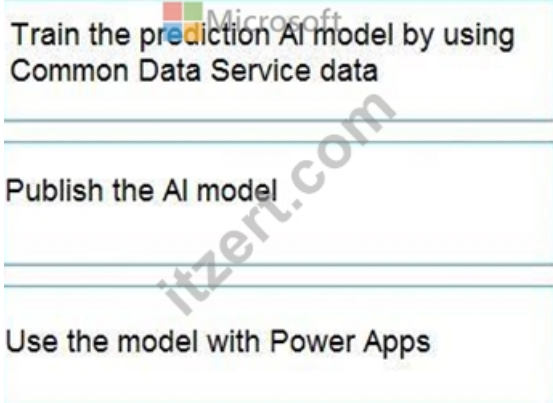 Microsoft
Train the prediction AI model by using
Common Data Service data
Publish the AI model
itzert.com
Use the model with Power Apps